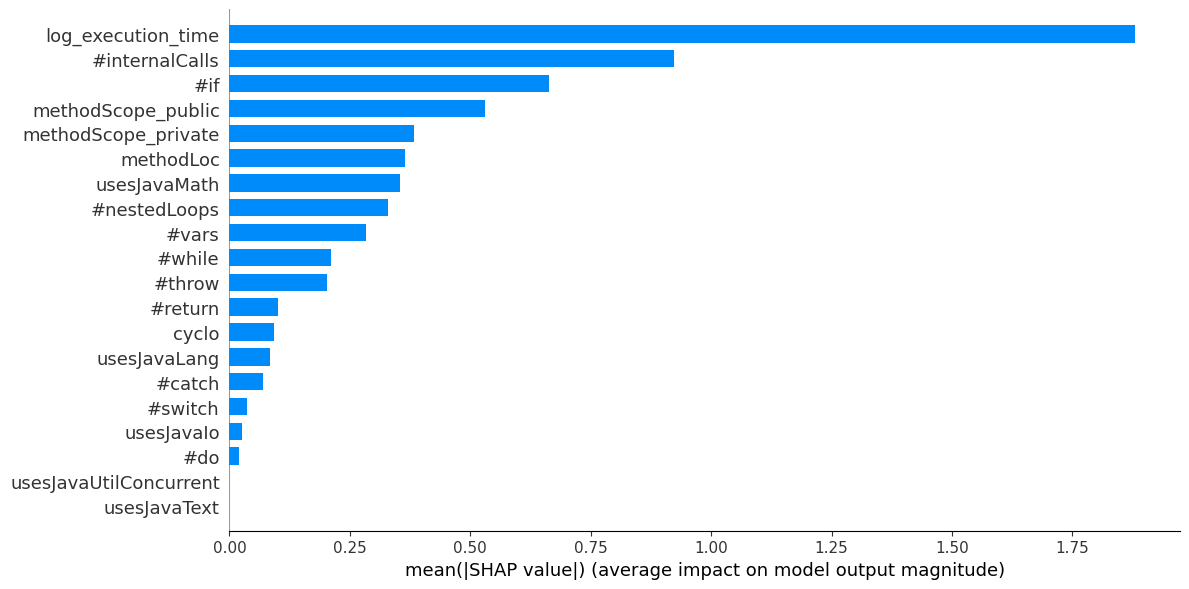 log_execution_time
#internalCalls
#if
methodScope_public
methodScope_private
methodLoc
usesJavaMath
#nestedLoops
#vars
#while
#throw
#return
cyclo
usesJavaLang
#catch
#switch
usesJavaIo
#do
usesJavaUtilConcurrent
usesJavaText
0.00 0.25 0.50 0.75 1.00 1.25 1.50 1.75
mean(|SHAP value|) (average impact on model output magnitude)